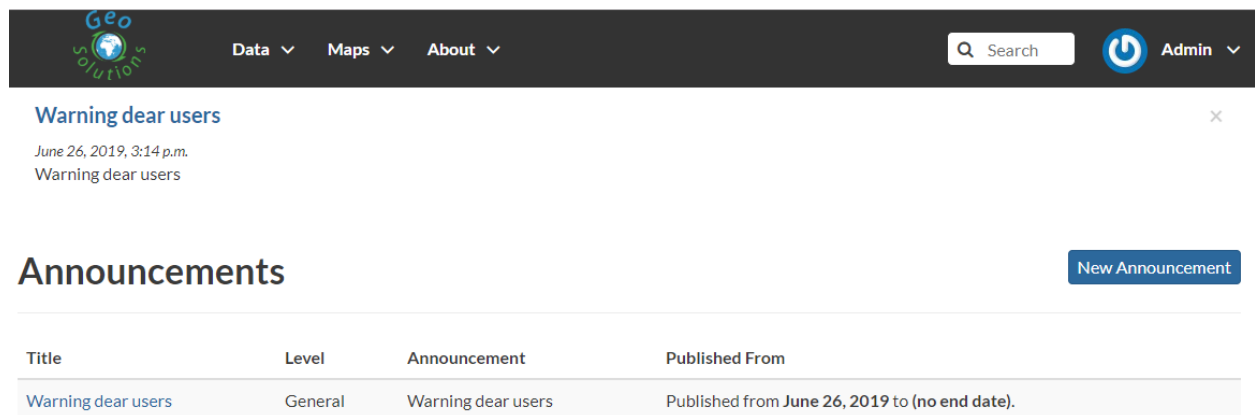 Geo
Solutions
Data Maps About Search Admin
Warning dear users ×
June 26, 2019, 3:14 p.m.
Warning dear users
Announcements New Announcement
Title Level Announcement Published From
Warning dear users General Warning dear users Published from June 26, 2019 to (no end date).